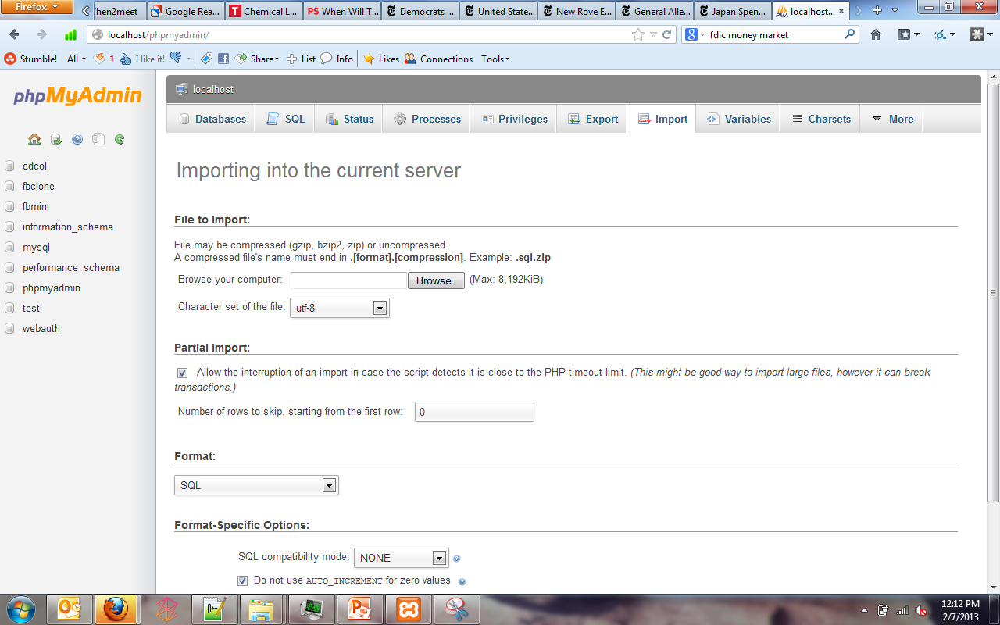 Firefox
When2meet
Google Rea...
Chemical L...
PS When Will T...
Democrats ...
United State...
New Rove E...
General Alle...
Japan Spen...
PMA localhost...
localhost/phpmyadmin/
fdic money market
Stumble! All 1 I like it! Share List Info Likes Connections Tools
phpMyAdmin
cdcol
fbclone
fbmini
information_schema
mysql
performance_schema
phpmyadmin
test
webauth
localhost
Databases SQL Status Processes Privileges Export Import Variables Charsets More
Importing into the current server
File to Import:
File may be compressed (gzip, bzip2, zip) or uncompressed.
A compressed file's name must end in .[format].[compression]. Example: .sql.zip
Browse your computer: Browse... (Max: 8,192KiB)
Character set of the file: utf-8
Partial Import:
Allow the interruption of an import in case the script detects it is close to the PHP timeout limit. (This might be good way to import large files, however it can break
transactions.)
Number of rows to skip, starting from the first row: 0
Format:
SQL
Format-Specific Options:
SQL compatibility mode: NONE
Do not use AUTO_INCREMENT for zero values
12:12 PM
2/7/2013